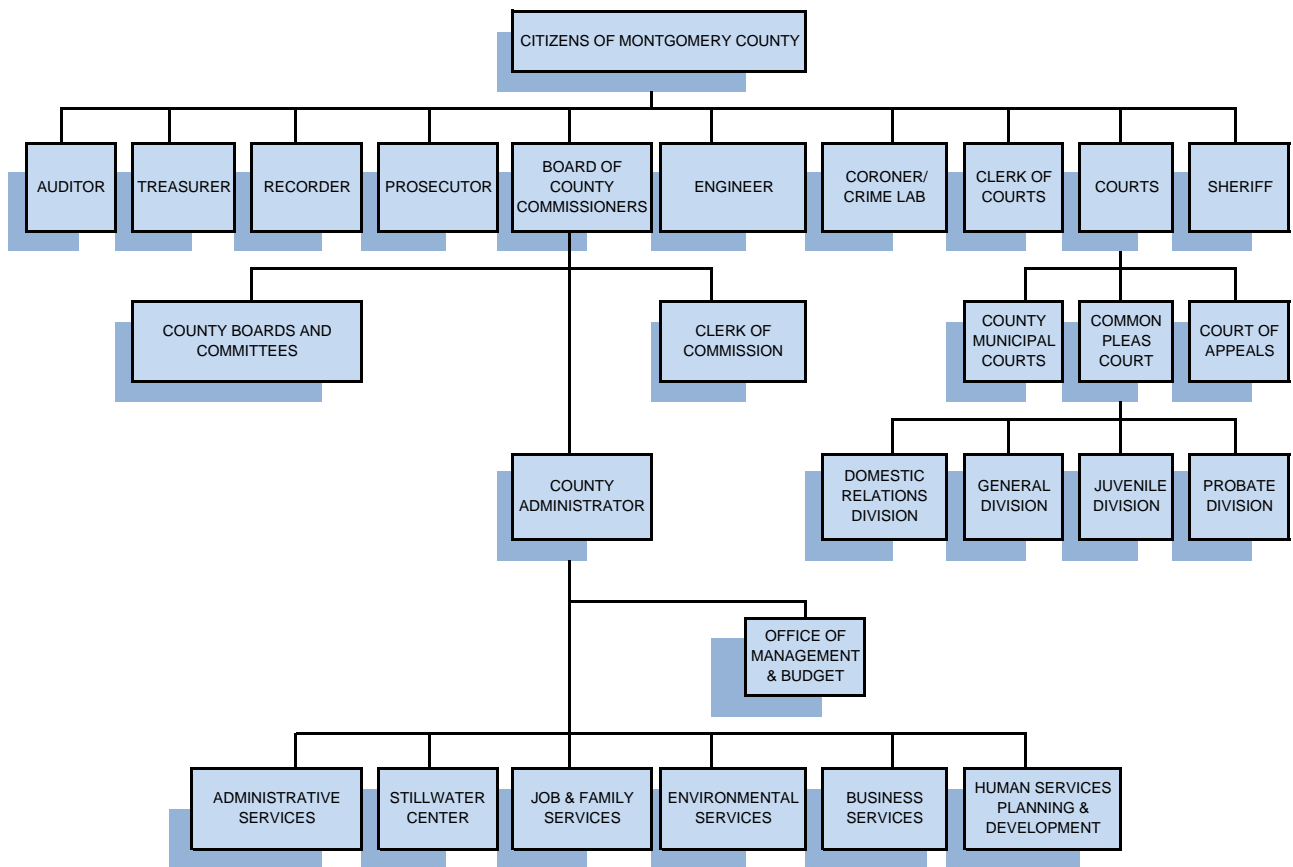 CITIZENS OF MONTGOMERY COUNTY
AUDITOR
TREASURER
RECORDER
PROSECUTOR
BOARD OF
COUNTY
COMMISSIONERS
ENGINEER
CORONER/
CRIME LAB
CLERK OF
COURTS
COURTS
SHERIFF
COUNTY BOARDS AND
COMMITTEES
CLERK OF
COMMISSION
COUNTY
MUNICIPAL
COURTS
COMMON
PLEAS
COURT
COURT OF
APPEALS
COUNTY
ADMINISTRATOR
DOMESTIC
RELATIONS
DIVISION
GENERAL
DIVISION
JUVENILE
DIVISION
PROBATE
DIVISION
OFFICE OF
MANAGEMENT
& BUDGET
ADMINISTRATIVE
SERVICES
STILLWATER
CENTER
JOB & FAMILY
SERVICES
ENVIRONMENTAL
SERVICES
BUSINESS
SERVICES
HUMAN SERVICES
PLANNING &
DEVELOPMENT